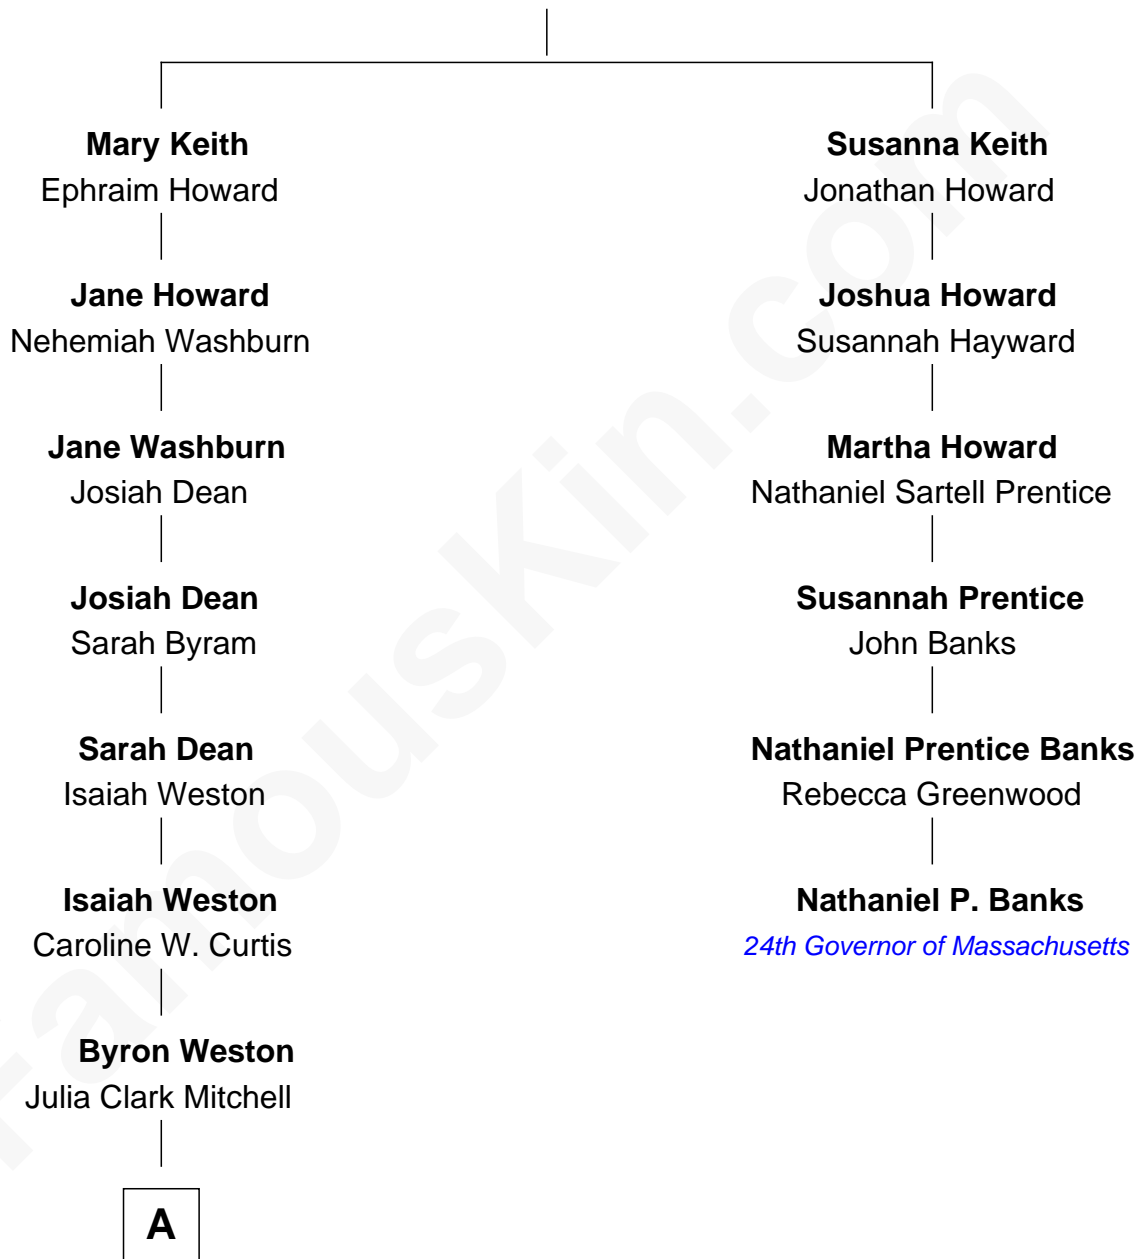 Mary Keith
Ephraim Howard
Jane Howard
Nehemiah Washburn
Jane Washburn
Josiah Dean
Josiah Dean
Sarah Byram
Sarah Dean
Isaiah Weston
Isaiah Weston
Caroline W. Curtis
Byron Weston
Julia Clark Mitchell
A
Susanna Keith
Jonathan Howard
Joshua Howard
Susannah Hayward
Martha Howard
Nathaniel Sartell Prentice
Susannah Prentice
John Banks
Nathaniel Prentice Banks
Rebecca Greenwood
Nathaniel P. Banks
24th Governor of Massachusetts
FamousKin.com